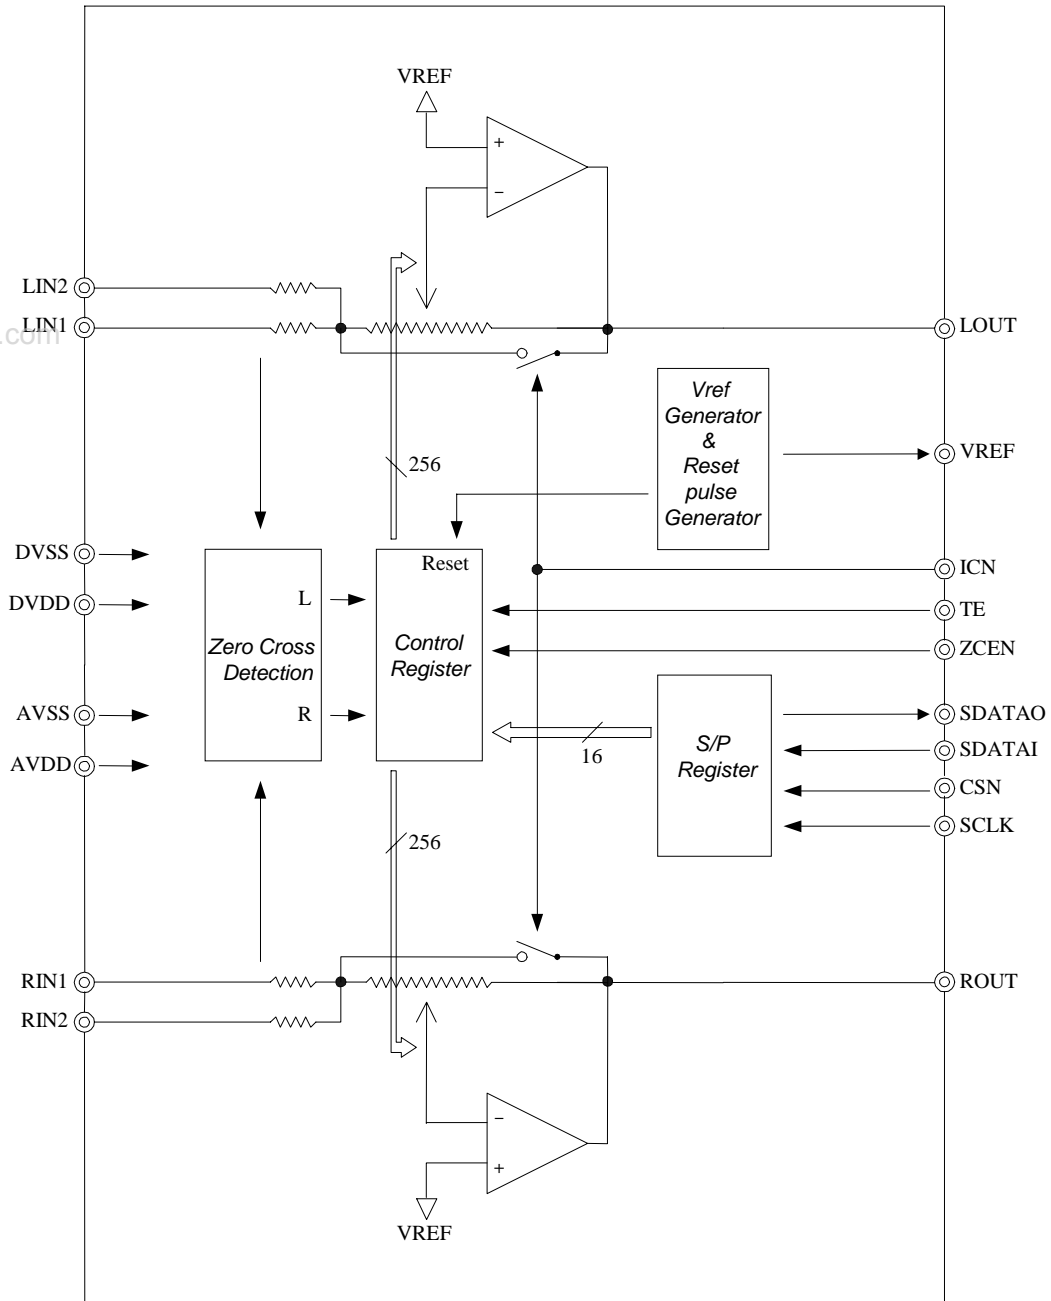 VREF
+
−
LIN2
LIN1
.com
LOUT
Vref
Generator
&
Reset
pulse
Generator
VREF
256
DVSS
DVDD
AVSS
AVDD
L
Zero Cross
Detection
R
Reset
Control
Register
ICN
TE
ZCEN
16
S/P
Register
SDATAO
SDATAI
CSN
SCLK
256
RIN1
RIN2
ROUT
−
+
VREF